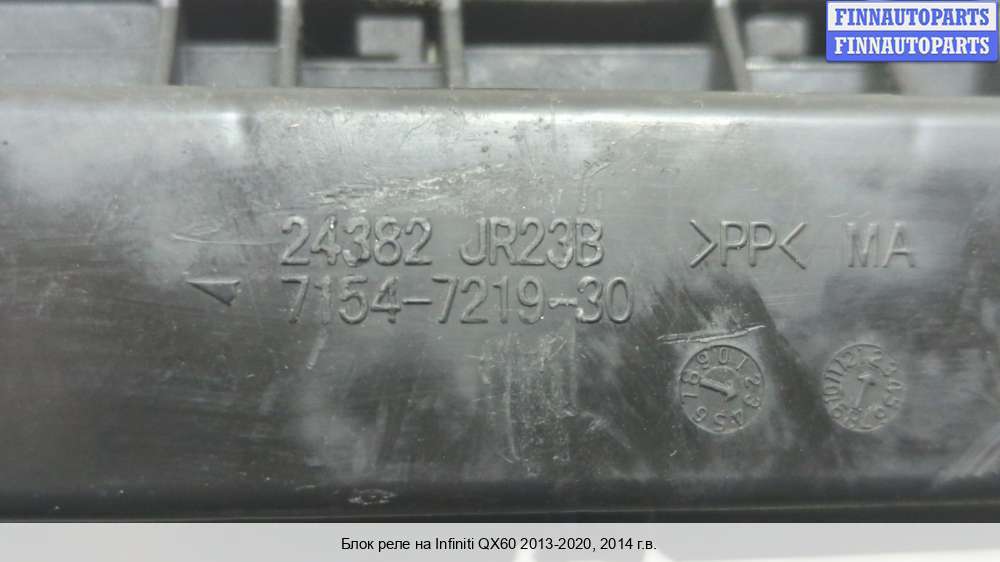 FINNAUTOPARTS
FINNAUTOPARTS
24382 JR23B >PP< MA
7154-7219-30
Блок реле на Infiniti QX60 2013-2020, 2014 г.в.